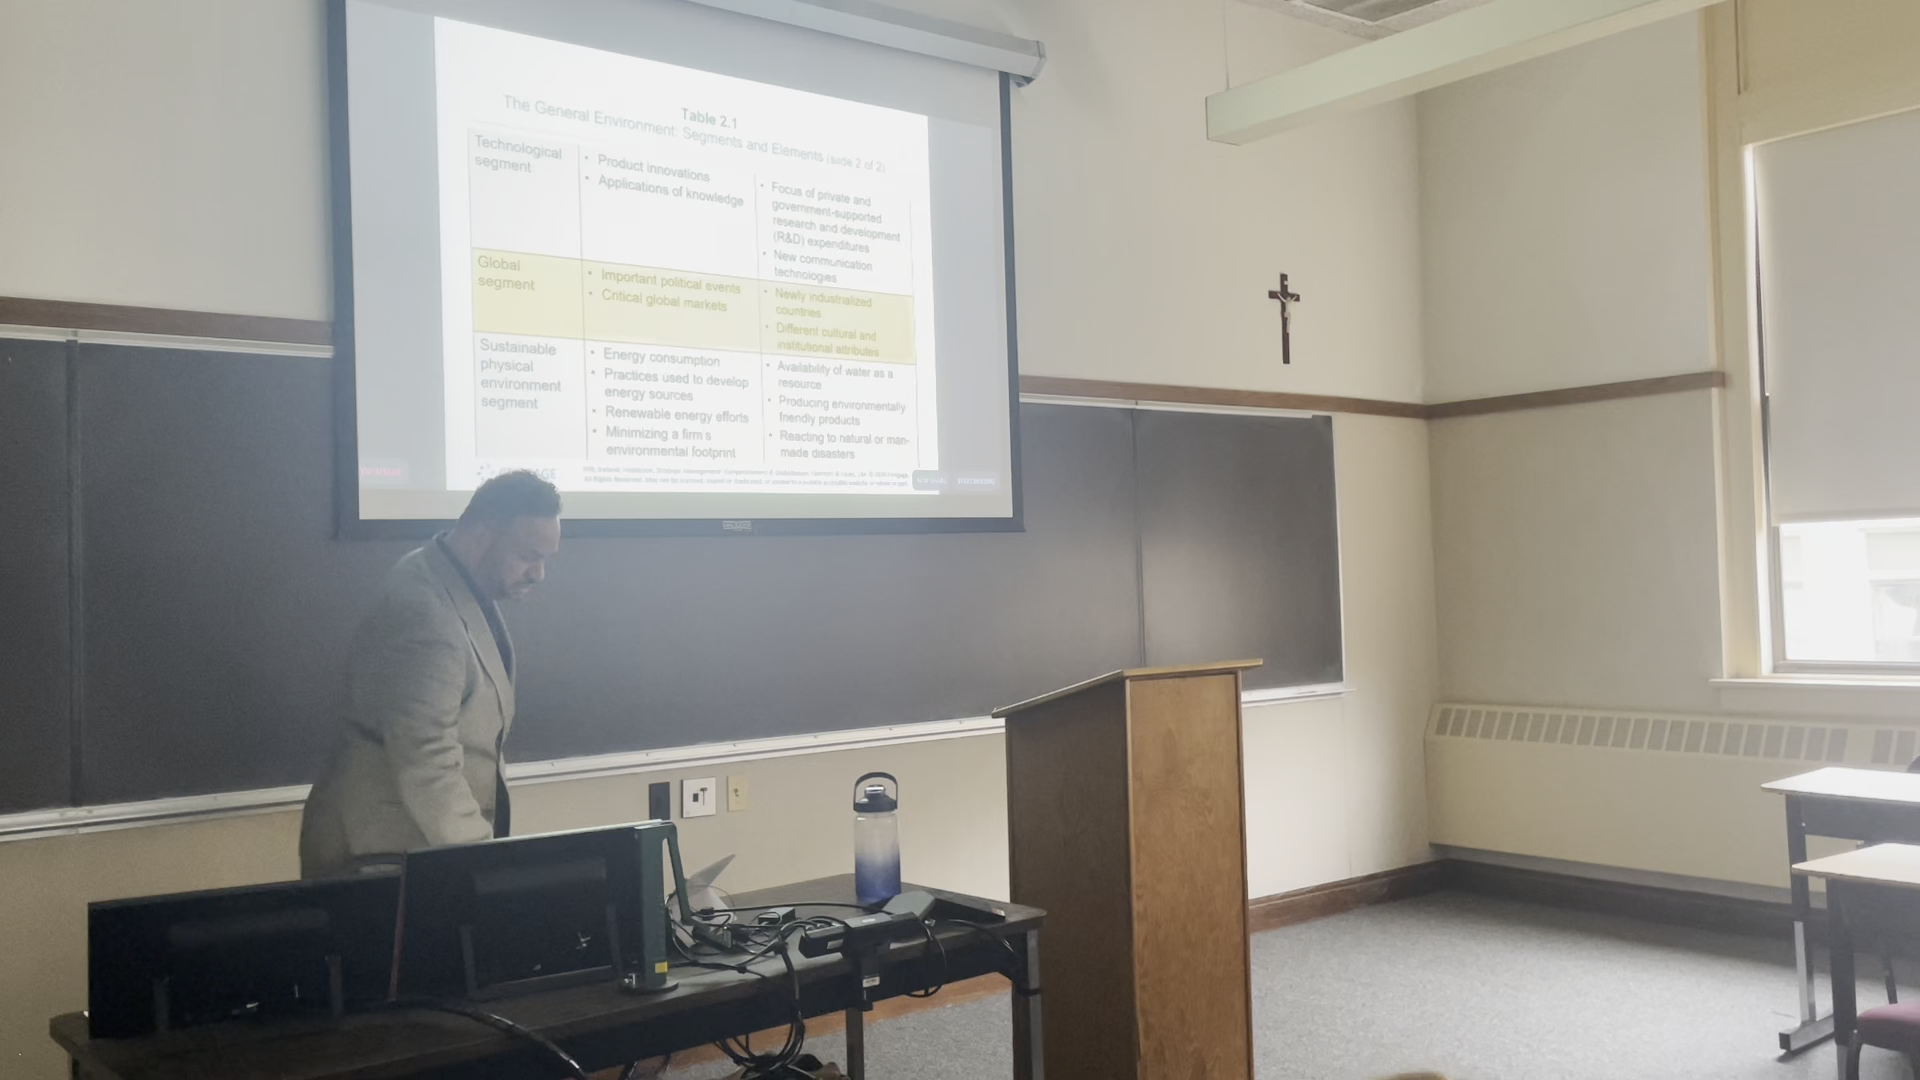 Table 2.1
The General Environment: Segments and Elements (slide 2 of 2)
Technological
segment
• Product innovations
• Applications of knowledge
• Focus of private and
government-supported
research and development
(R&D) expenditures
• New communication
technologies
Global
segment
• Important political events
• Critical global markets
• Newly industrialized
countries
• Different cultural and
institutional attributes
Sustainable
physical
environment
segment
• Energy consumption
• Practices used to develop
energy sources
• Renewable energy efforts
• Minimizing a firm s
environmental footprint
• Availability of water as a
resource
• Producing environmentally
friendly products
• Reacting to natural or man-
made disasters